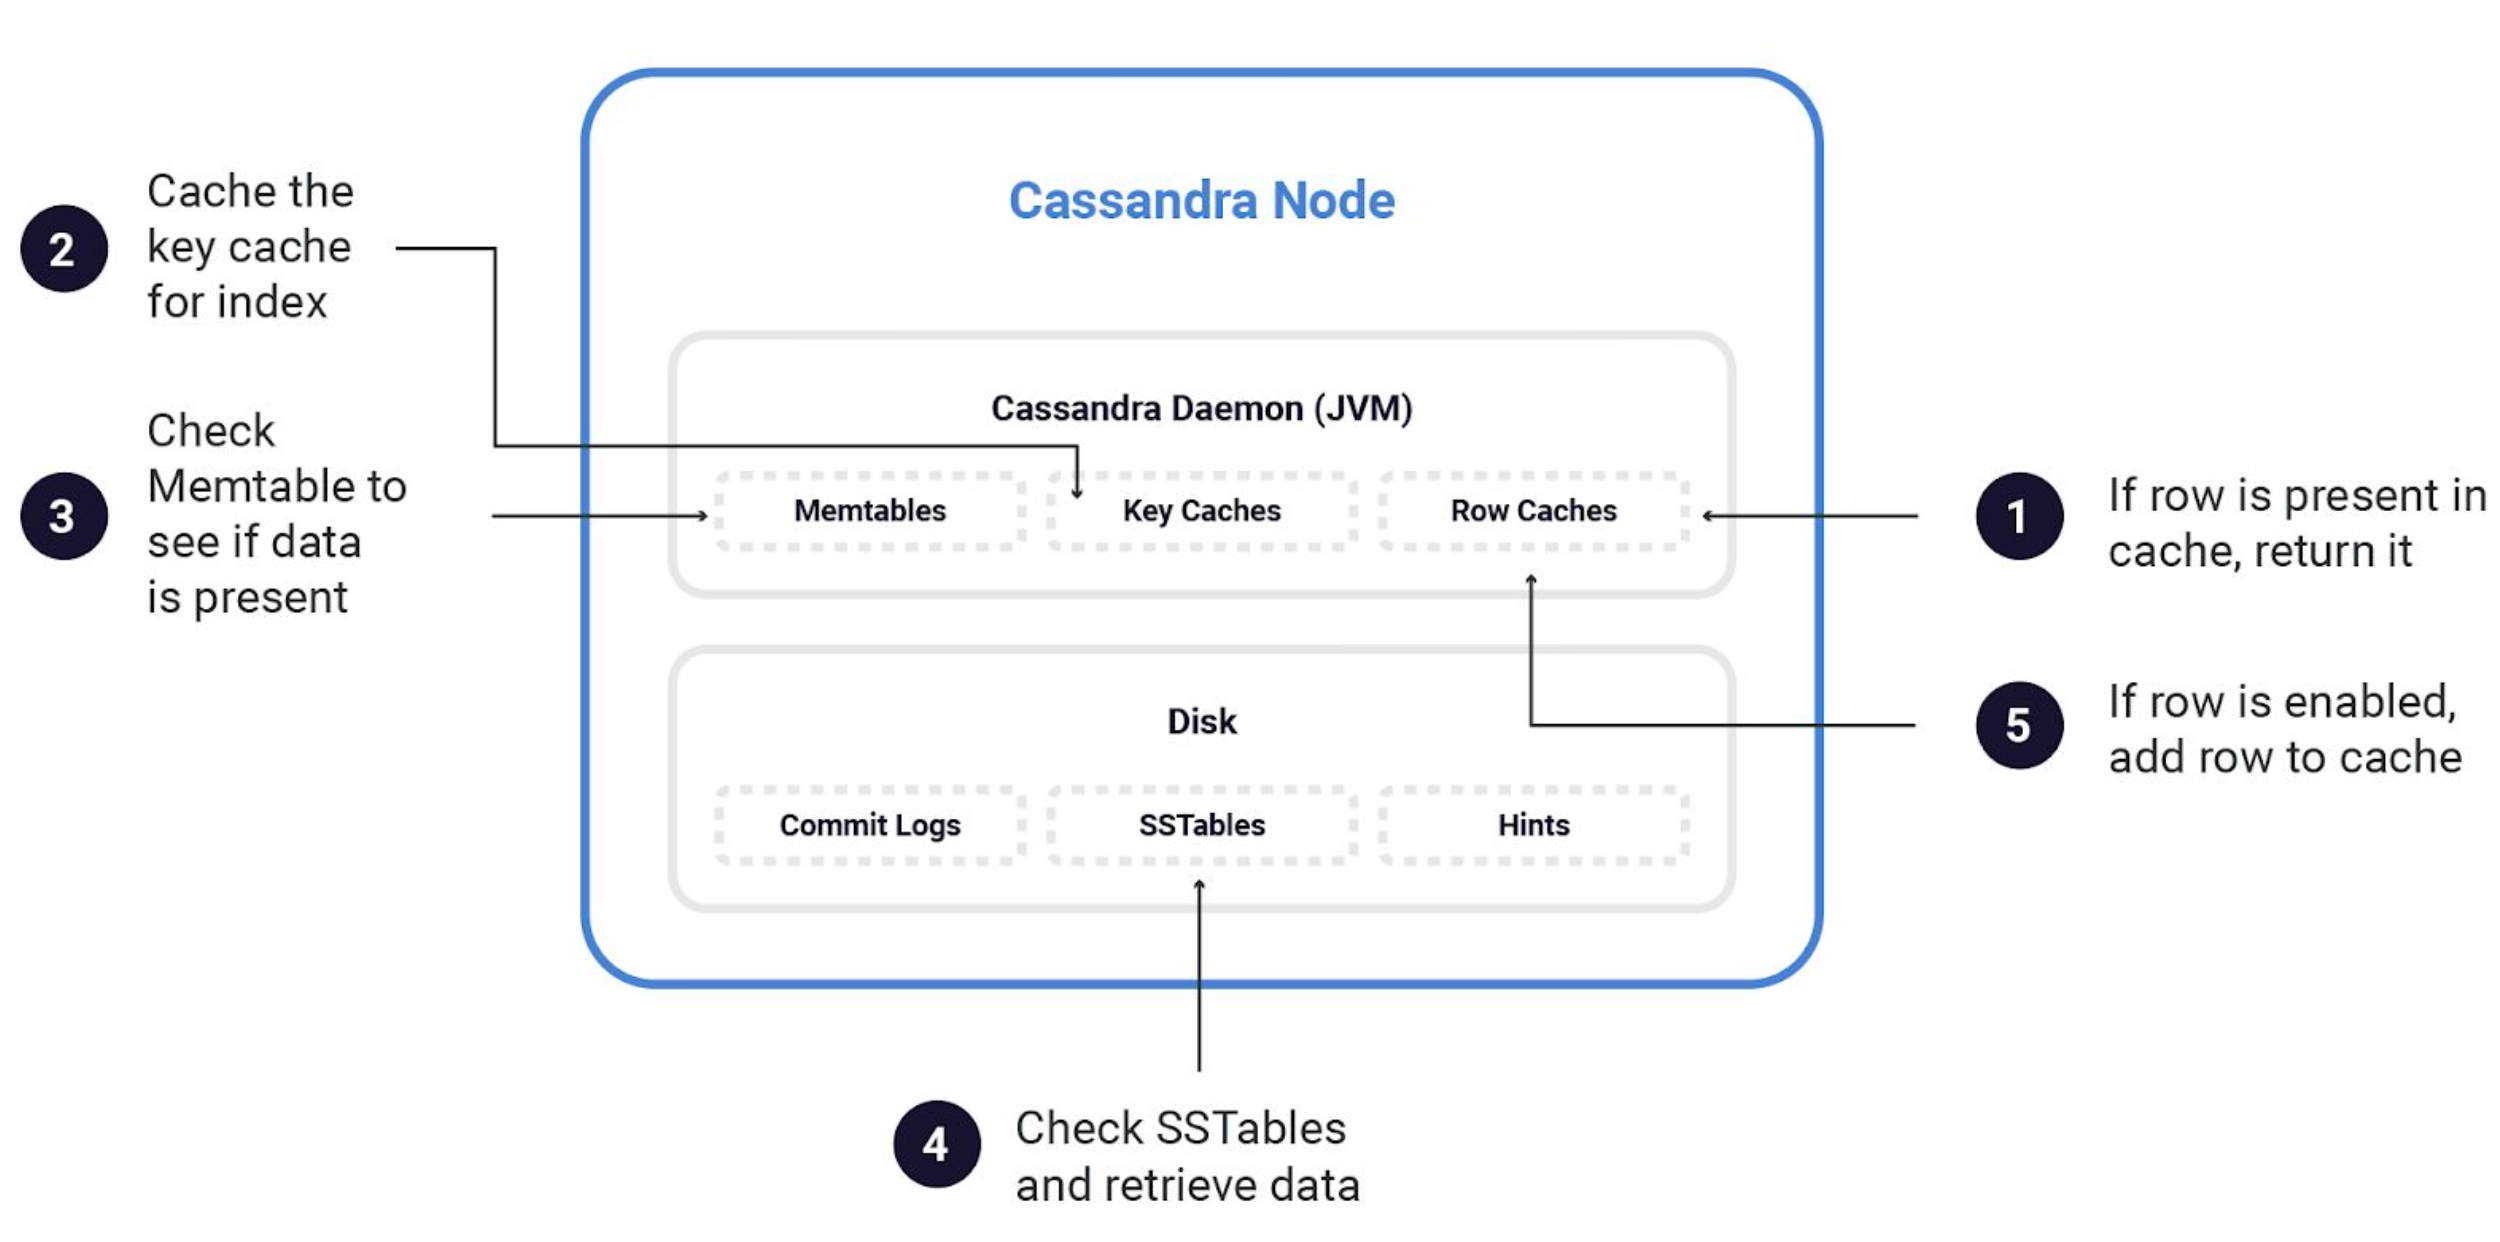 Cassandra Node
2
Cache the
key cache
for index
3
Check
Memtable to
see if data
is present
Cassandra Daemon (JVM)
Memtables
Key Caches
Row Caches
1
If row is present in
cache, return it
Disk
Commit Logs
SSTables
Hints
5
If row is enabled,
add row to cache
4
Check SSTables
and retrieve data